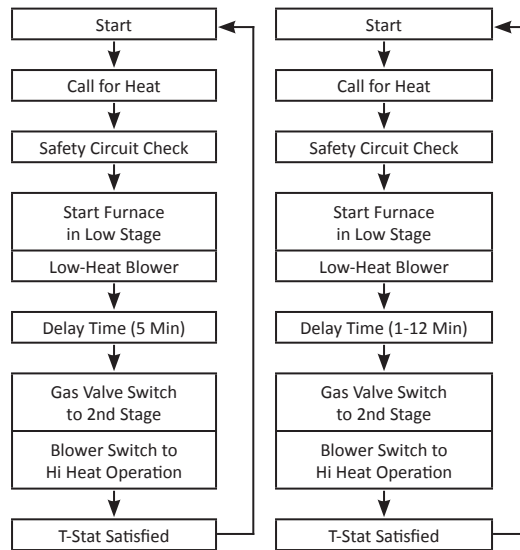 Start
Call for Heat
Safety Circuit Check
Start Furnace
in Low Stage
Low-Heat Blower
Delay Time (5 Min)
Gas Valve Switch
to 2nd Stage
Blower Switch to
Hi Heat Operation
T-Stat Satisfied
Start
Call for Heat
Safety Circuit Check
Start Furnace
in Low Stage
Low-Heat Blower
Delay Time (1-12 Min)
Gas Valve Switch
to 2nd Stage
Blower Switch to
Hi Heat Operation
T-Stat Satisfied